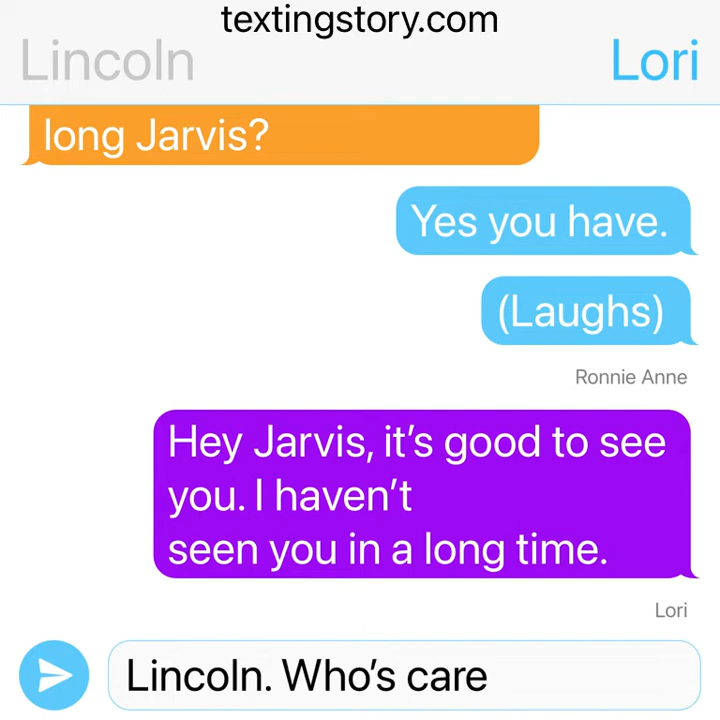 textingstory.com
Lincoln
Lori
long Jarvis?
Yes you have.
(Laughs)
Ronnie Anne
Hey Jarvis, it's good to see
you. I haven't
seen you in a long time.
Lori
Lincoln. Who's care